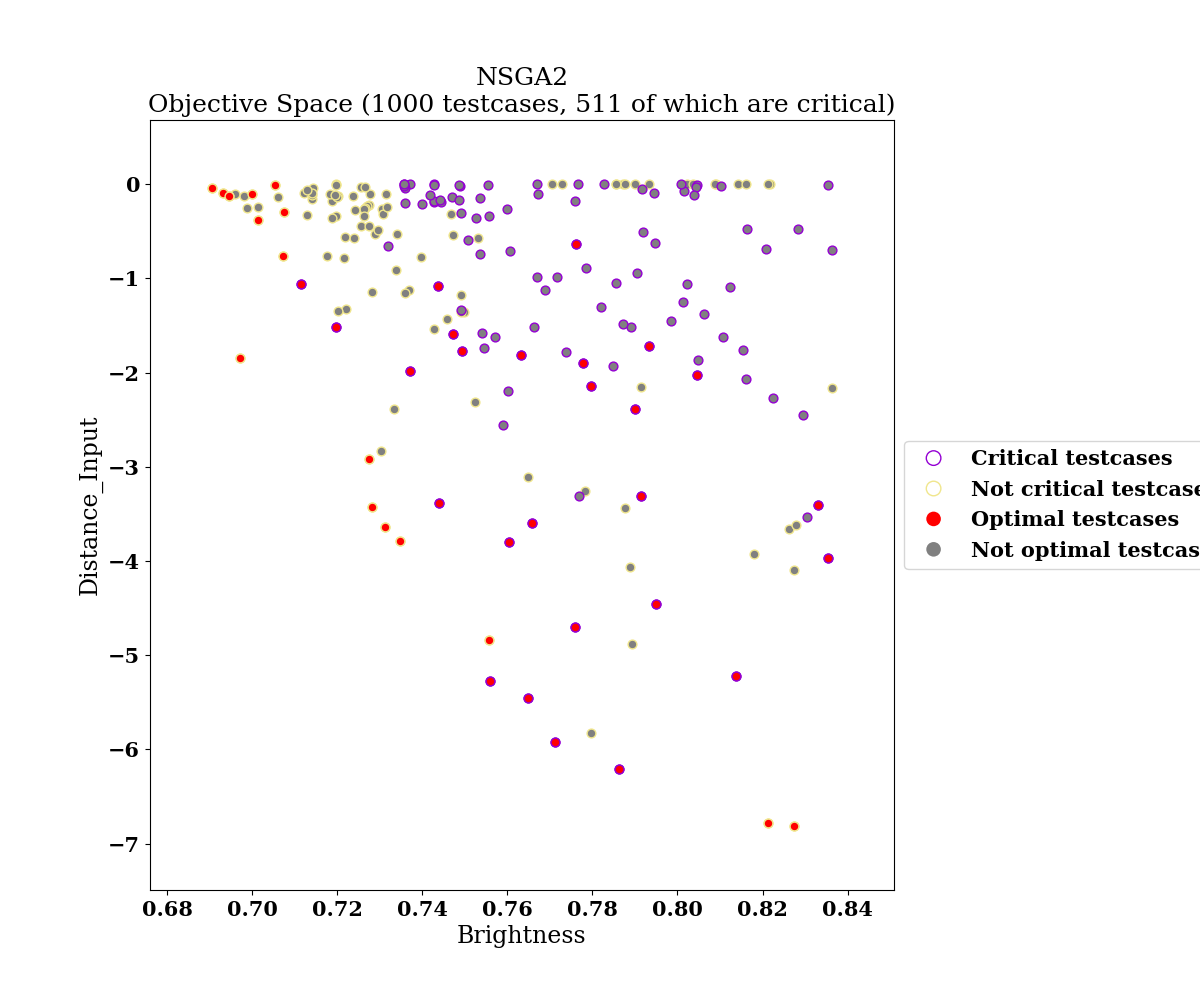 NSGA2
Objective Space (1000 testcases, 511 of which are critical)
Distance_Input
0
−1
−2
−3
−4
−5
−6
−7
0.68 0.70 0.72 0.74 0.76 0.78 0.80 0.82 0.84
Brightness
Critical testcases
Not critical testcase
Optimal testcases
Not optimal testcas